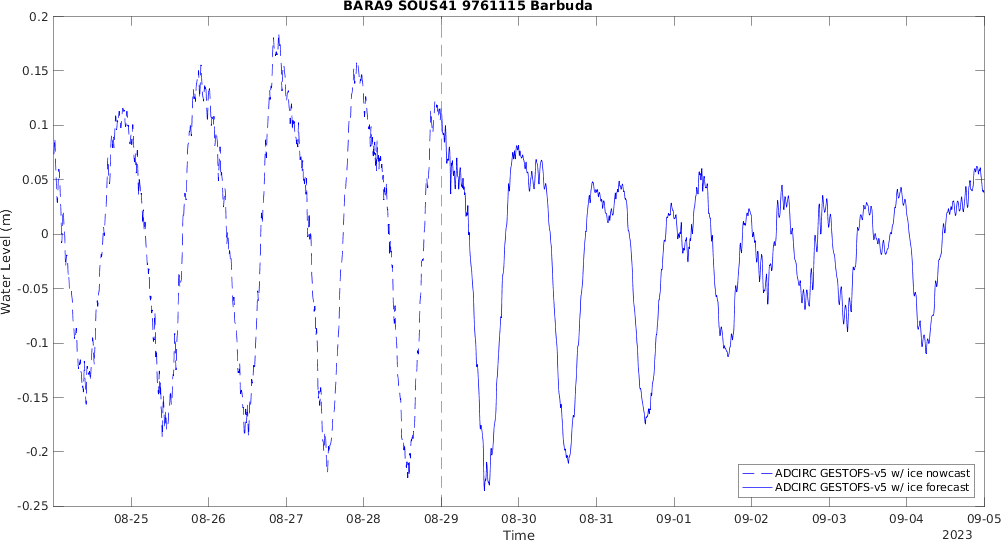 BARA9 SOUS41 9761115 Barbuda
0.2
0.15
0.1
0.05
0
-0.05
-0.1
-0.15
-0.2
-0.25
Water Level (m)
08-25 08-26 08-27 08-28 08-29 08-30 08-31 09-01 09-02 09-03 09-04 09-05
Time
2023
ADCIRC GESTOFS-v5 w/ ice nowcast
ADCIRC GESTOFS-v5 w/ ice forecast